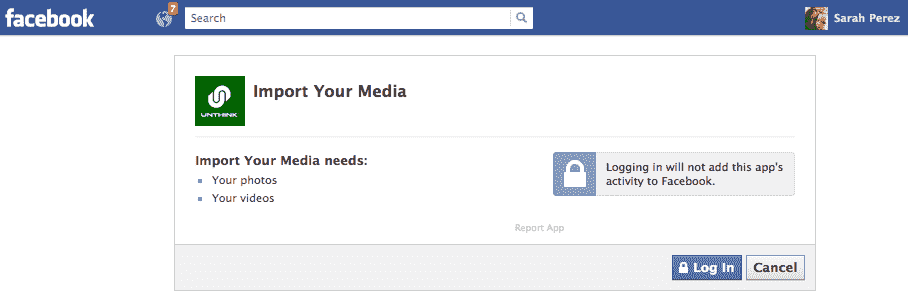 facebook
7
Search
Sarah Perez
UNTHINK
Import Your Media
Import Your Media needs:
Your photos
Your videos
Logging in will not add this app's
activity to Facebook.
Report App
Log In
Cancel